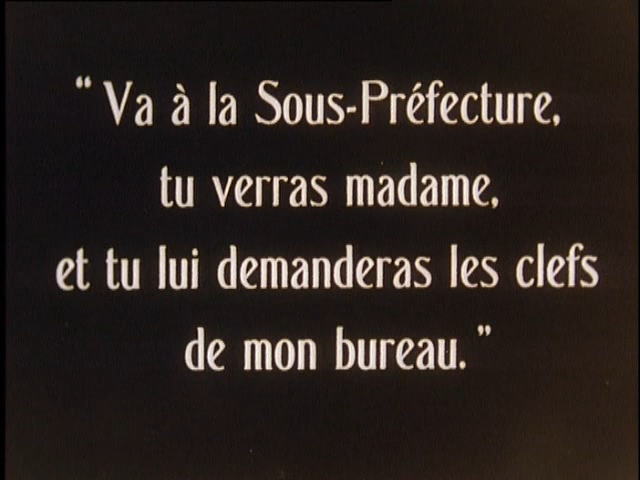 “Va à la Sous-Préfecture,
tu verras madame,
et tu lui demanderas les clefs
de mon bureau.”